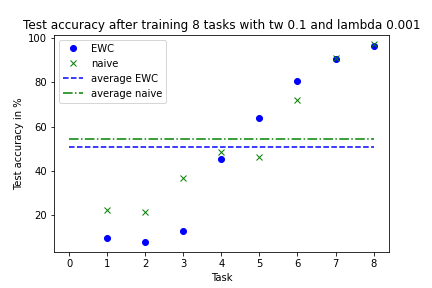 Test accuracy after training 8 tasks with tw 0.1 and lambda 0.001
100
80
60
40
20
Test accuracy in %
EWC
naive
average EWC
average naive
0 1 2 3 4 5 6 7 8
Task